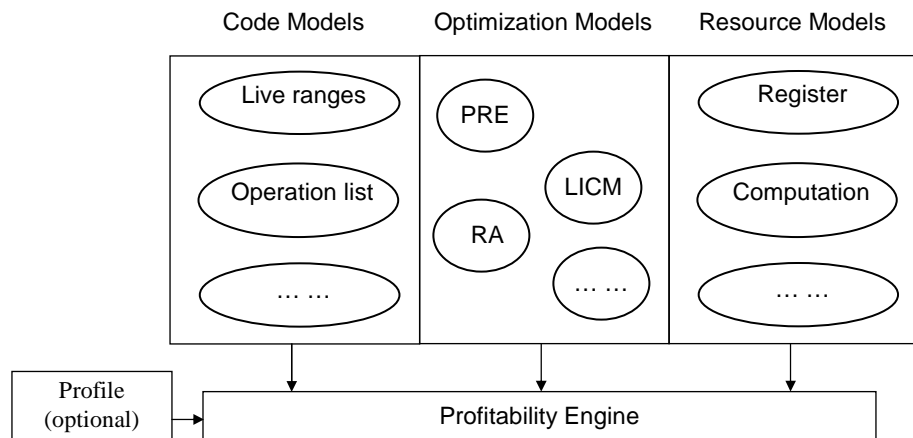 Code Models
Optimization Models
Resource Models
Live ranges
Operation list
… …
PRE
LICM
RA
… …
Register
Computation
… …
Profile
(optional)
Profitability Engine